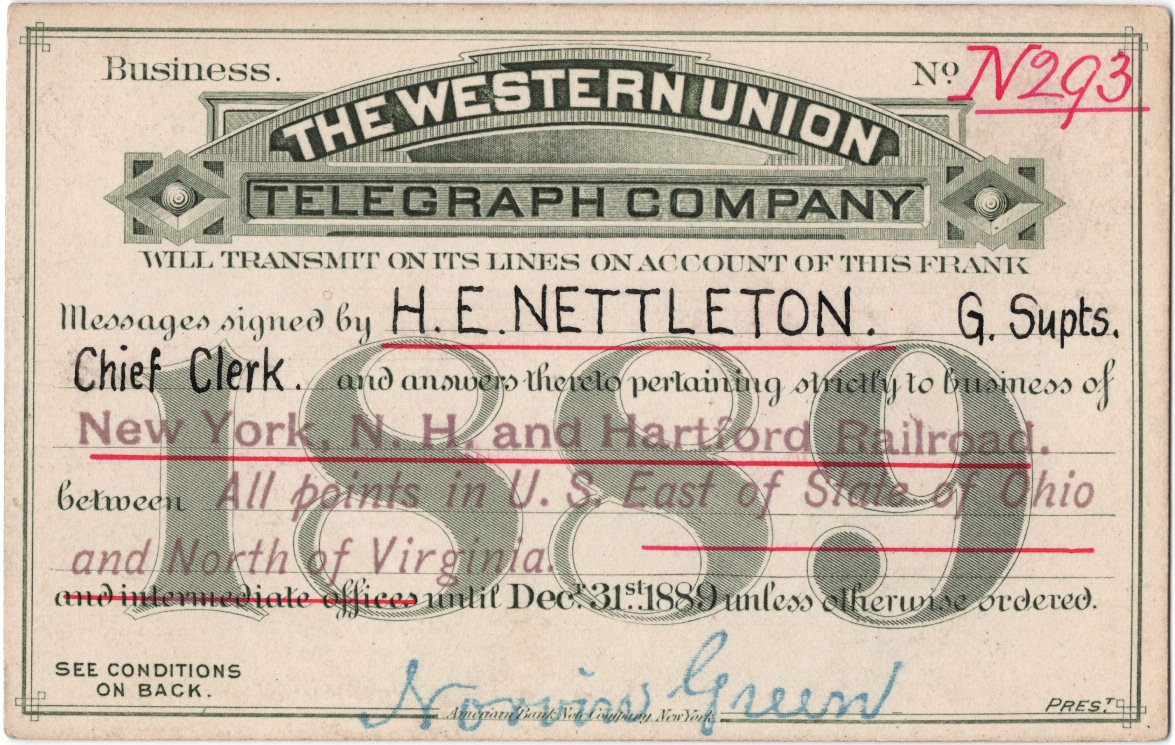 Business.
Nº N293
THE WESTERN UNION
TELEGRAPH COMPANY
WILL TRANSMIT ON ITS LINES ON ACCOUNT OF THIS FRANK
Messages signed by H. E. NETTLETON. G. Supts.
Chief Clerk. and answers thereto pertaining strictly to business of
New York, N. H. and Hartford Railroad.
between All points in U. S. East of State of Ohio
and North of Virginia.
and intermediate offices until Decr. 31st. 1889 unless otherwise ordered.
1889
SEE CONDITIONS
ON BACK.
Norvin Green
PREST.
American Bank Note Company, New York.